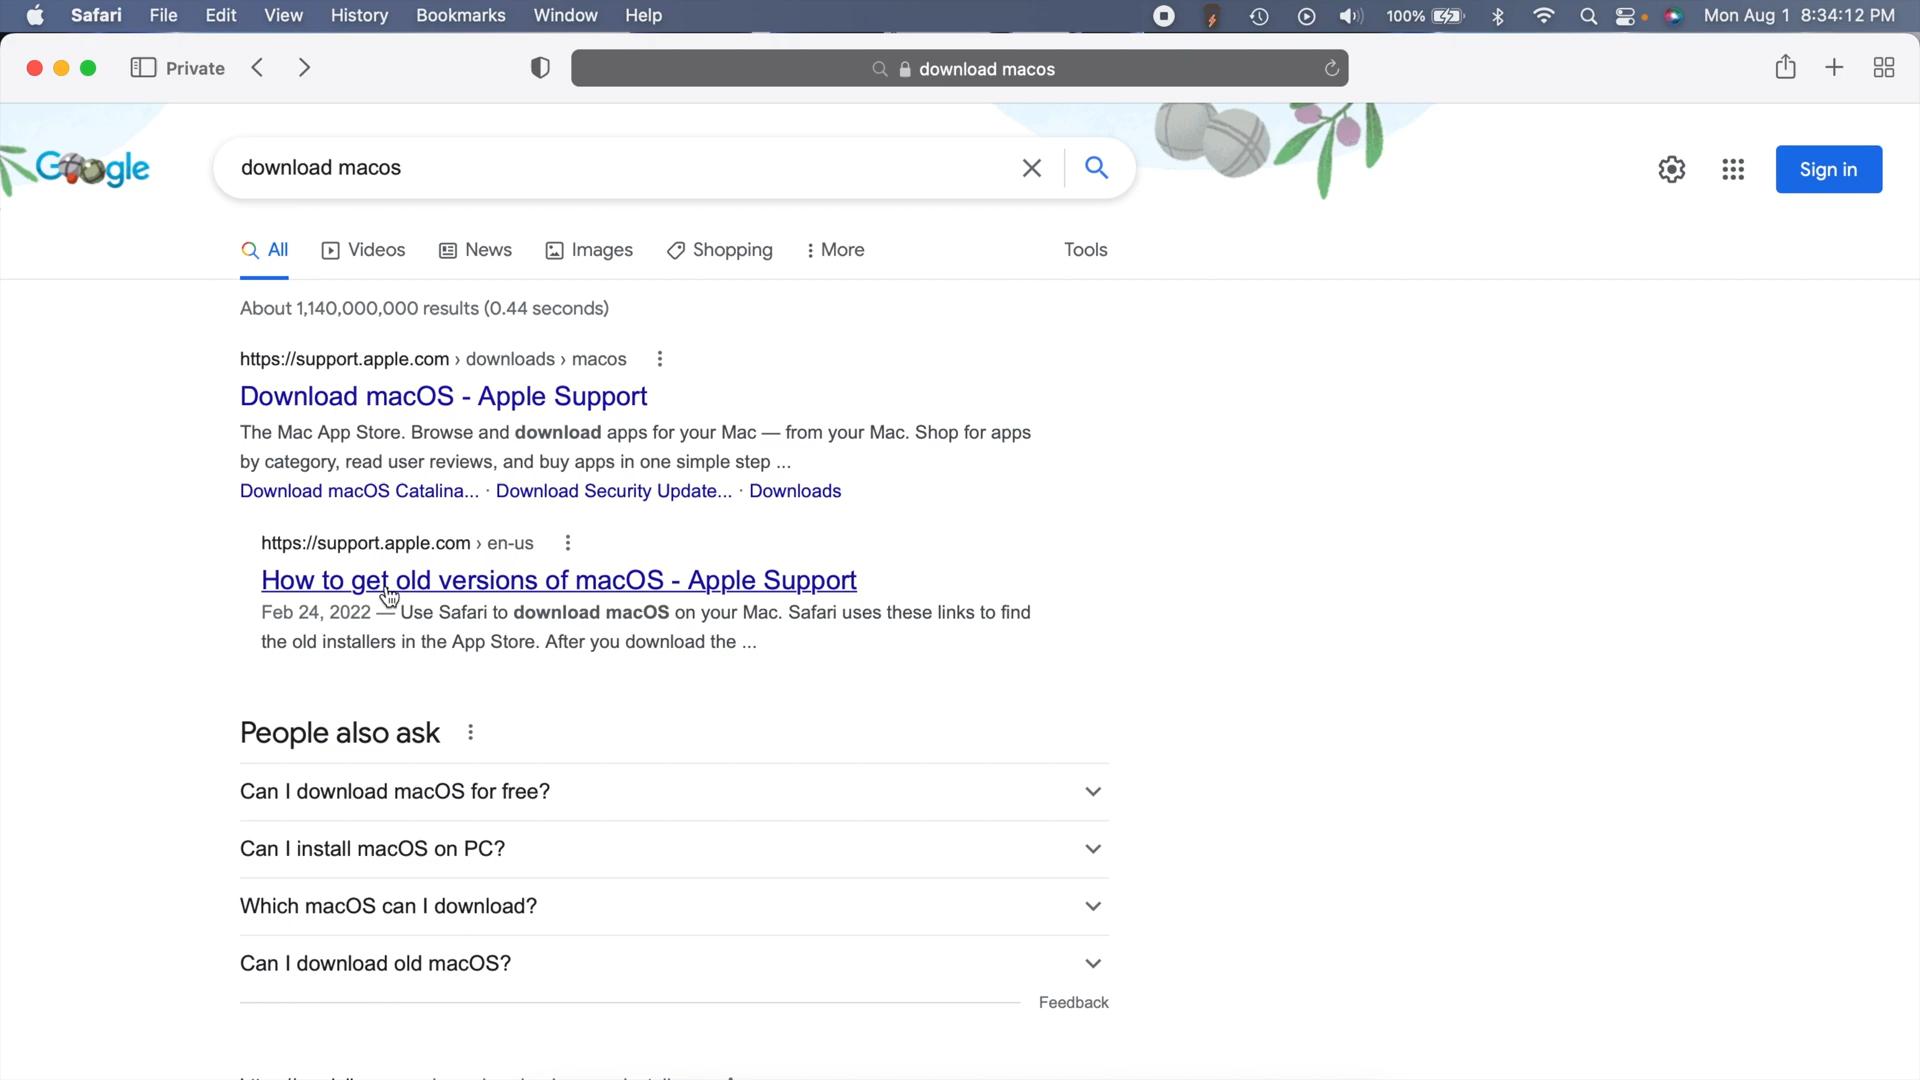 Safari File Edit View History Bookmarks Window Help 100% Mon Aug 1 8:34:12 PM
Private download macos
Google download macos Sign in
All Videos News Images Shopping More Tools
About 1,140,000,000 results (0.44 seconds)
https://support.apple.com › downloads › macos
Download macOS - Apple Support
The Mac App Store. Browse and download apps for your Mac — from your Mac. Shop for apps
by category, read user reviews, and buy apps in one simple step ...
Download macOS Catalina... · Download Security Update... · Downloads
https://support.apple.com › en-us
How to get old versions of macOS - Apple Support
Feb 24, 2022 — Use Safari to download macOS on your Mac. Safari uses these links to find
the old installers in the App Store. After you download the ...
People also ask
Can I download macOS for free?
Can I install macOS on PC?
Which macOS can I download?
Can I download old macOS?
Feedback